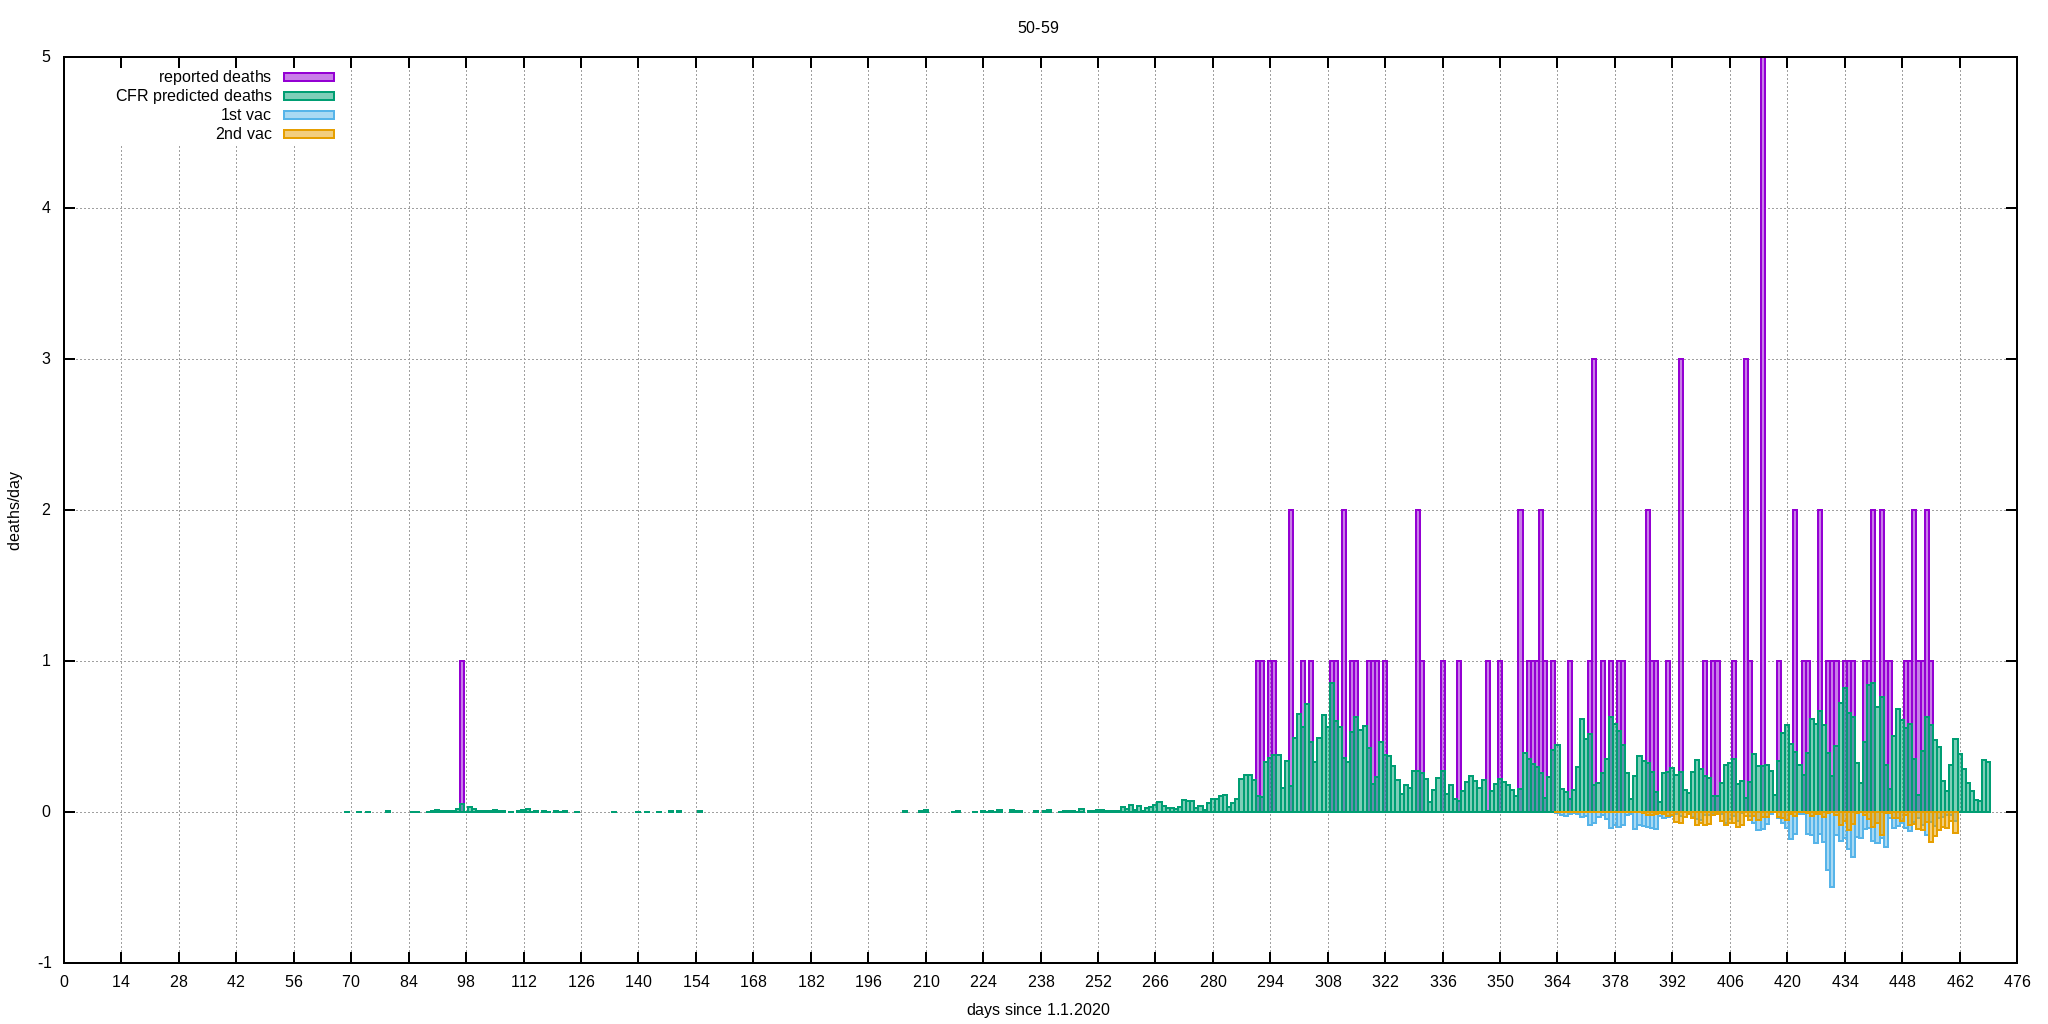 50-59
reported deaths
CFR predicted deaths
1st vac
2nd vac
deaths/day
5
4
3
2
1
0
-1
0 14 28 42 56 70 84 98 112 126 140 154 168 182 196 210 224 238 252 266 280 294 308 322 336 350 364 378 392 406 420 434 448 462 476
days since 1.1.2020